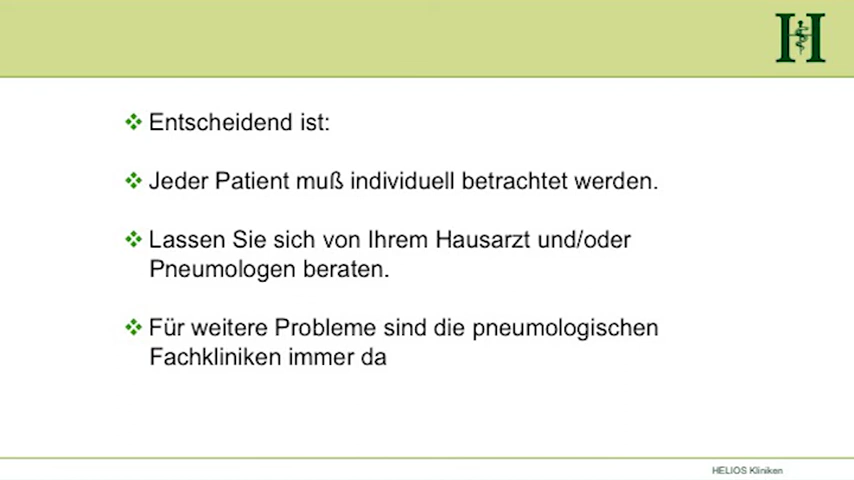 H
Entscheidend ist:
Jeder Patient muß individuell betrachtet werden.
Lassen Sie sich von Ihrem Hausarzt und/oder
Pneumologen beraten.
Für weitere Probleme sind die pneumologischen
Fachkliniken immer da
HELIOS Kliniken